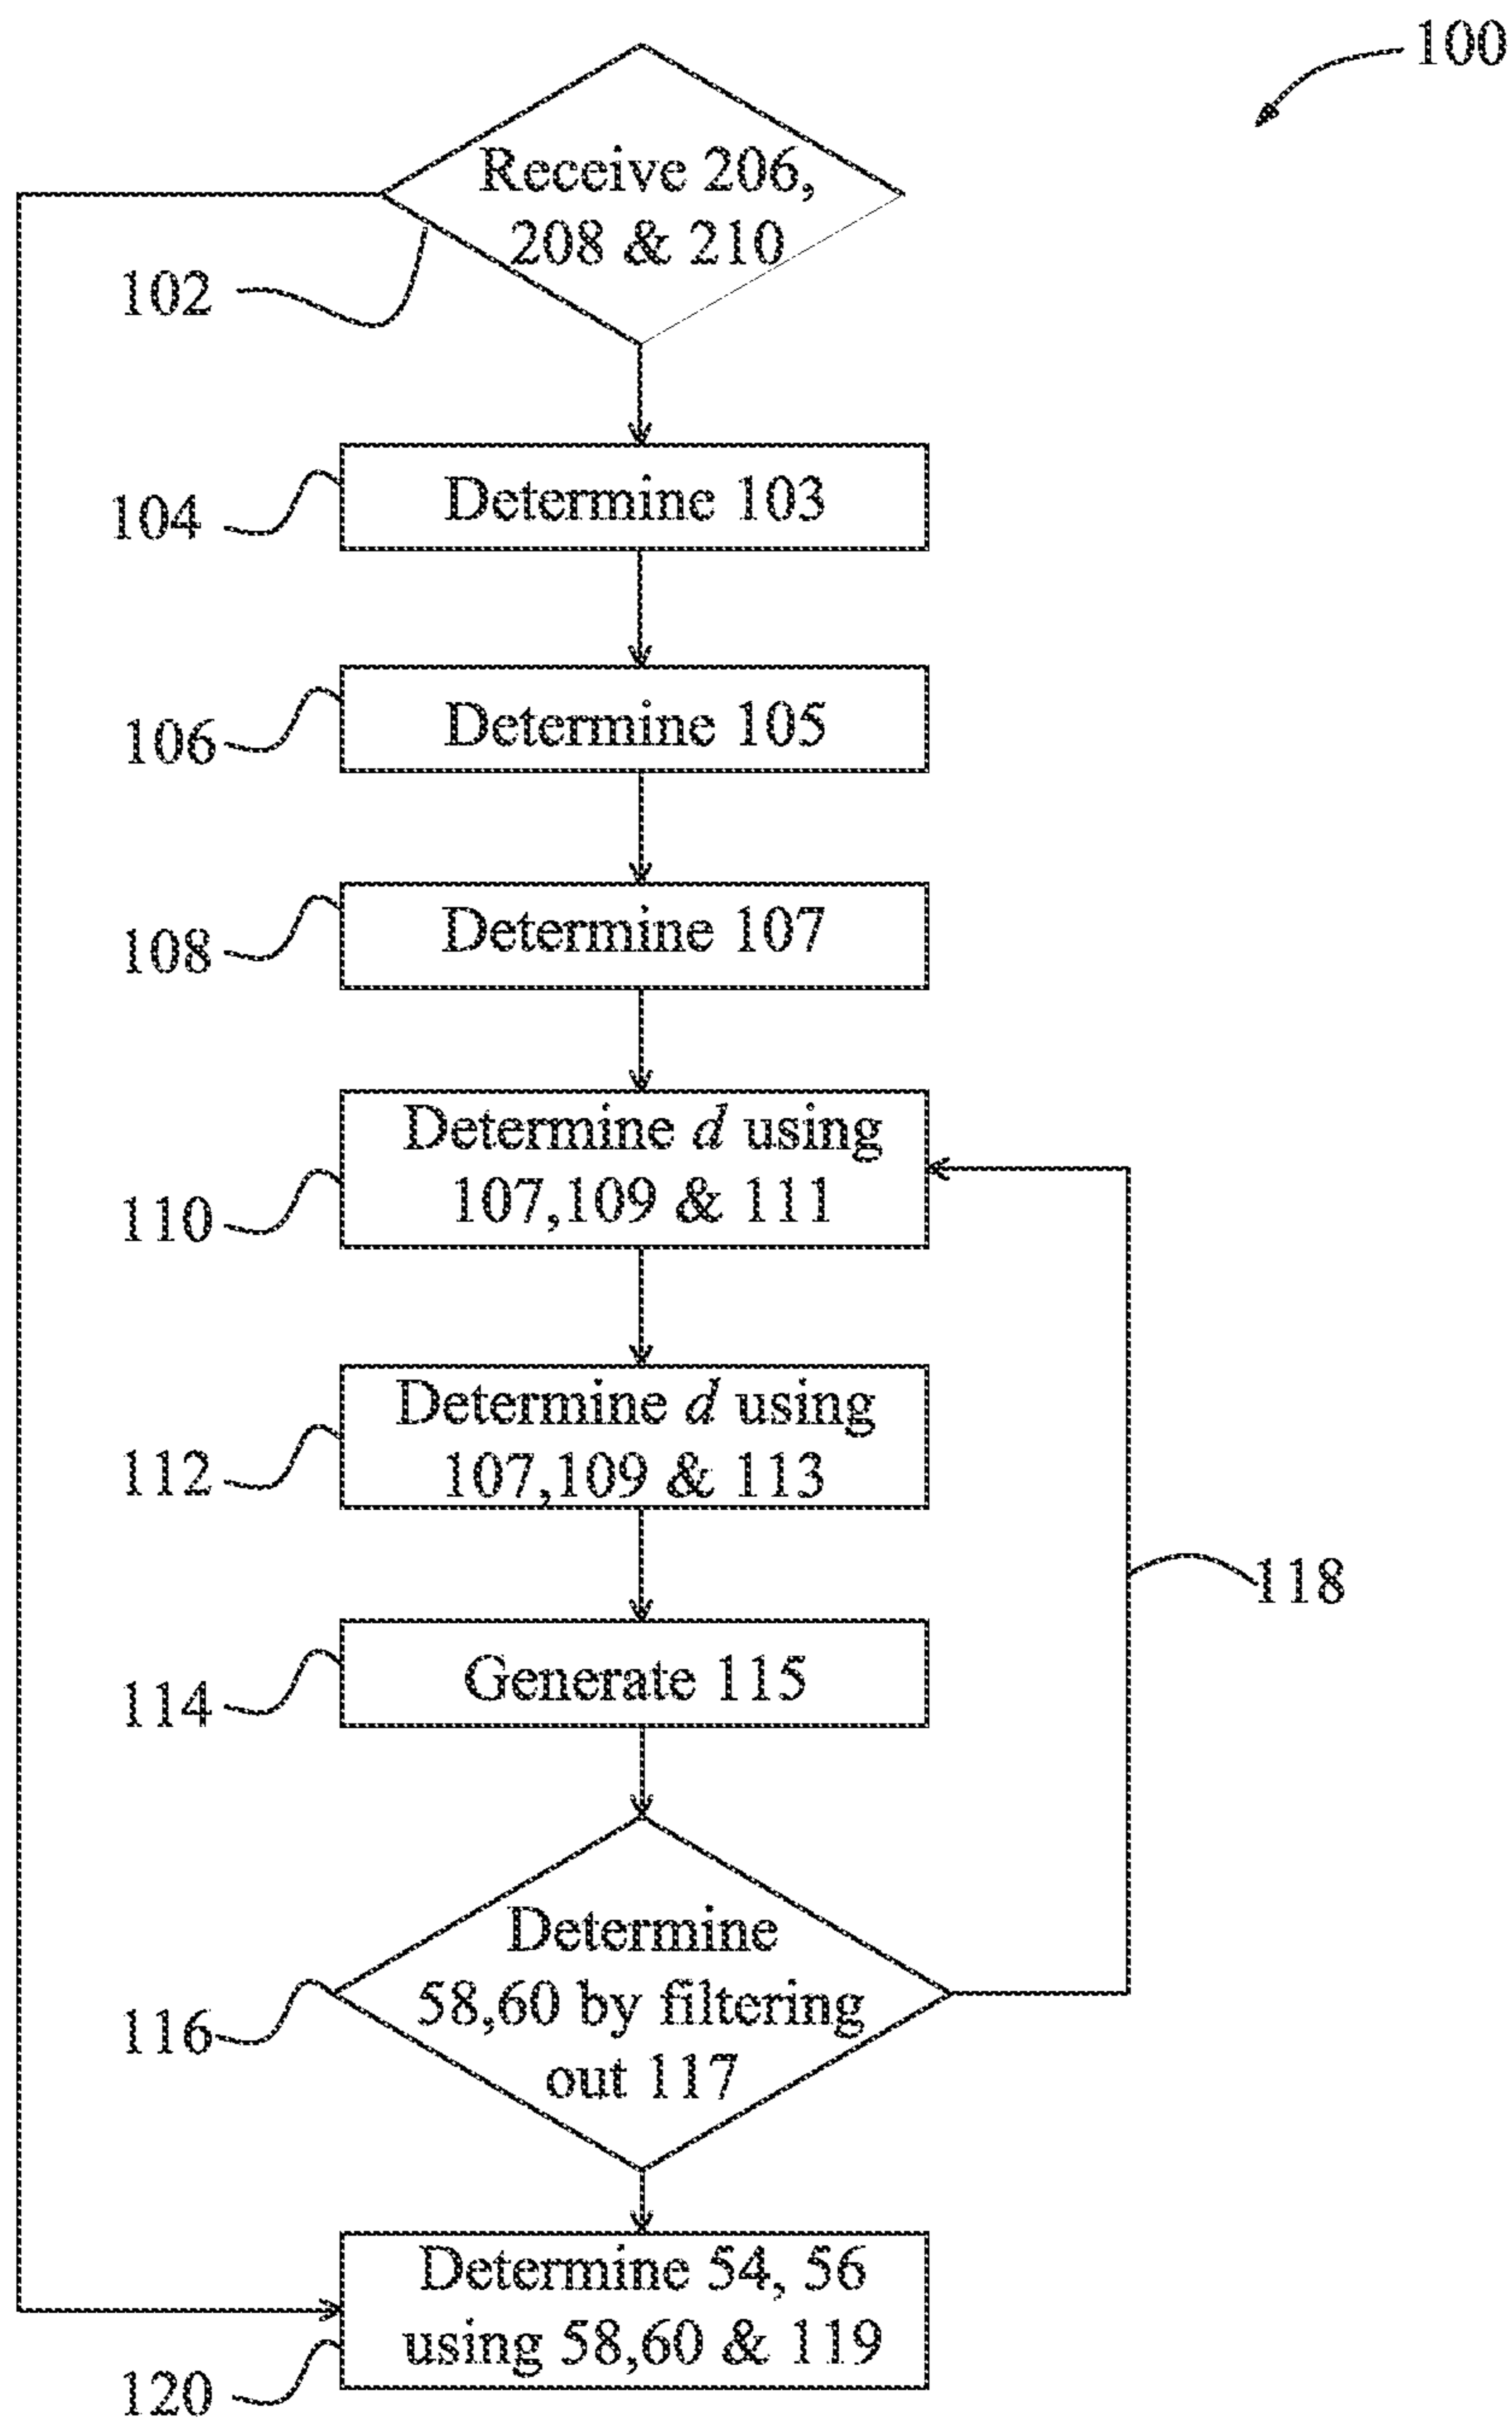 100
Receive 206,
208 & 210
102
Determine 103
104
Determine 105
106
Determine 107
108
Determine d using
107,109 & 111
110
Determine d using
107,109 & 113
112
118
Generate 115
114
Determine
58,60 by filtering
out 117
116
Determine 54, 56
using 58,60 & 119
120